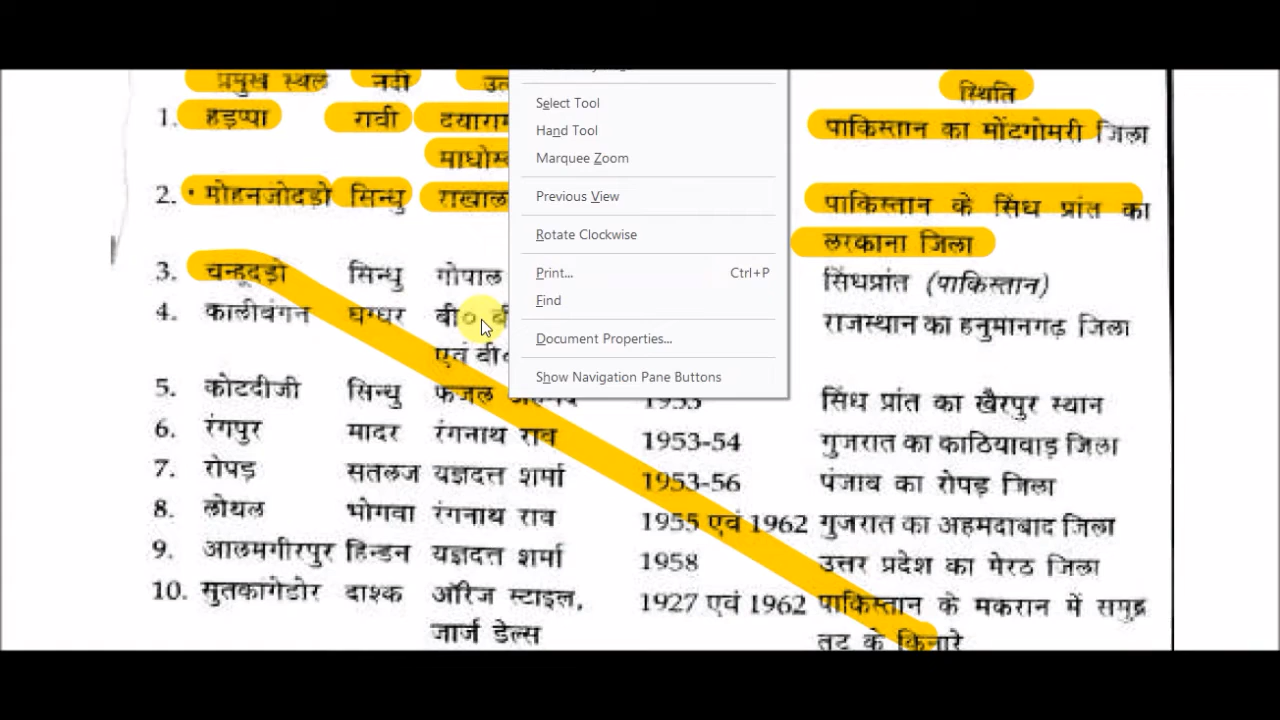 प्रमुख स्थल नदी स्थिति
1. हड़प्पा रावी पाकिस्तान का मोंटगोमरी जिला
2. • मोहनजोदड़ो सिन्धु पाकिस्तान के सिंध प्रांत का
लरकाना जिला
3. चन्हूदड़ो सिन्धु गोपाल सिंधप्रांत (पाकिस्तान)
4. कालीबंगन घग्घर बी० राजस्थान का हनुमानगढ़ जिला
एवं
5. कोटदीजी सिन्धु फजल 1953 सिंध प्रांत का खैरपुर स्थान
6. रंगपुर मादर रंगनाथ राव 1953-54 गुजरात का काठियावाड़ जिला
7. रोपड़ सतलज यज्ञदत्त शर्मा 1953-56 पंजाब का रोपड़ जिला
8. लोथल भोगवा रंगनाथ राव 1955 एवं 1962 गुजरात का अहमदाबाद जिला
9. आलमगीरपुर हिन्डन यज्ञदत्त शर्मा 1958 उत्तर प्रदेश का मेरठ जिला
10. सुतकागेडोर दाश्क ऑरेज स्टाइल, 1927 एवं 1962 पाकिस्तान के मकरान में समुद्र
जार्ज डेल्स तट के किनारे
Select Tool
Hand Tool
Marquee Zoom
Previous View
Rotate Clockwise
Print... Ctrl+P
Find
Document Properties...
Show Navigation Pane Buttons